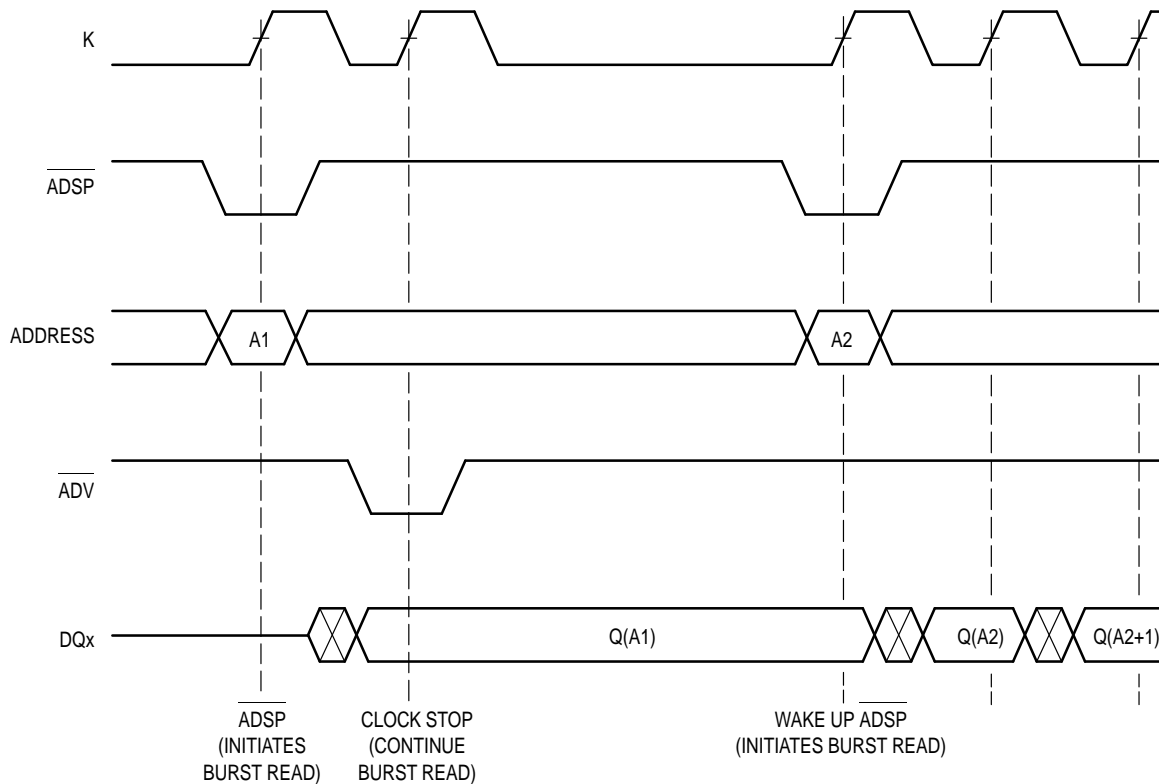 K
ADSP
ADDRESS
A1
A2
ADV
DQx
Q(A1)
Q(A2)
Q(A2+1)
ADSP
(INITIATES
BURST READ)
CLOCK STOP
(CONTINUE
BURST READ)
WAKE UP ADSP
(INITIATES BURST READ)